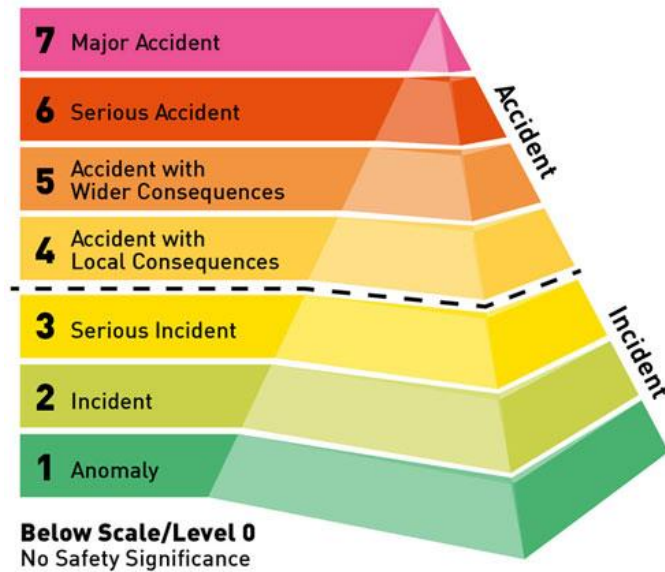 7 Major Accident
6 Serious Accident
5 Accident with
Wider Consequences
4 Accident with
Local Consequences
3 Serious Incident
2 Incident
1 Anomaly
Below Scale/Level 0
No Safety Significance
Accident
Incident